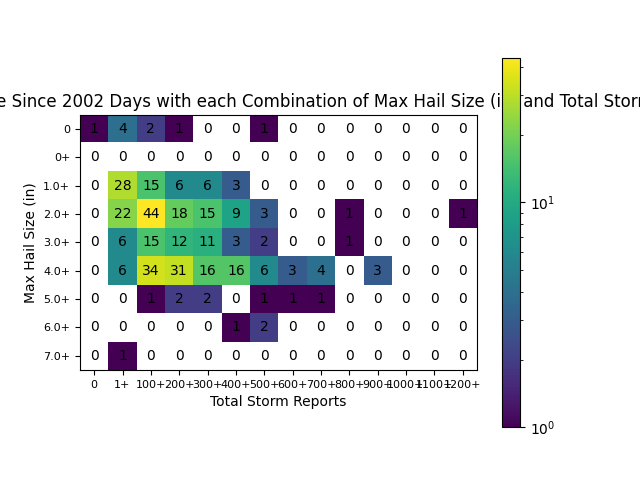 e Since 2002 Days with each Combination of Max Hail Size (in) and Total Storm
Max Hail Size (in)
0 1 4 2 1 0 0 1 0 0 0 0 0 0 0
0+ 0 0 0 0 0 0 0 0 0 0 0 0 0 0
1.0+ 0 28 15 6 6 3 0 0 0 0 0 0 0 0
2.0+ 0 22 44 18 15 9 3 0 0 1 0 0 0 1
3.0+ 0 6 15 12 11 3 2 0 0 1 0 0 0 0
4.0+ 0 6 34 31 16 16 6 3 4 0 3 0 0 0
5.0+ 0 0 1 2 2 0 1 1 1 0 0 0 0 0
6.0+ 0 0 0 0 0 1 2 0 0 0 0 0 0 0
7.0+ 0 1 0 0 0 0 0 0 0 0 0 0 0 0
0 1+ 100+ 200+ 300+ 400+ 500+ 600+ 700+ 800+ 900+ 1000+ 1100+ 1200+
Total Storm Reports
10¹
10⁰